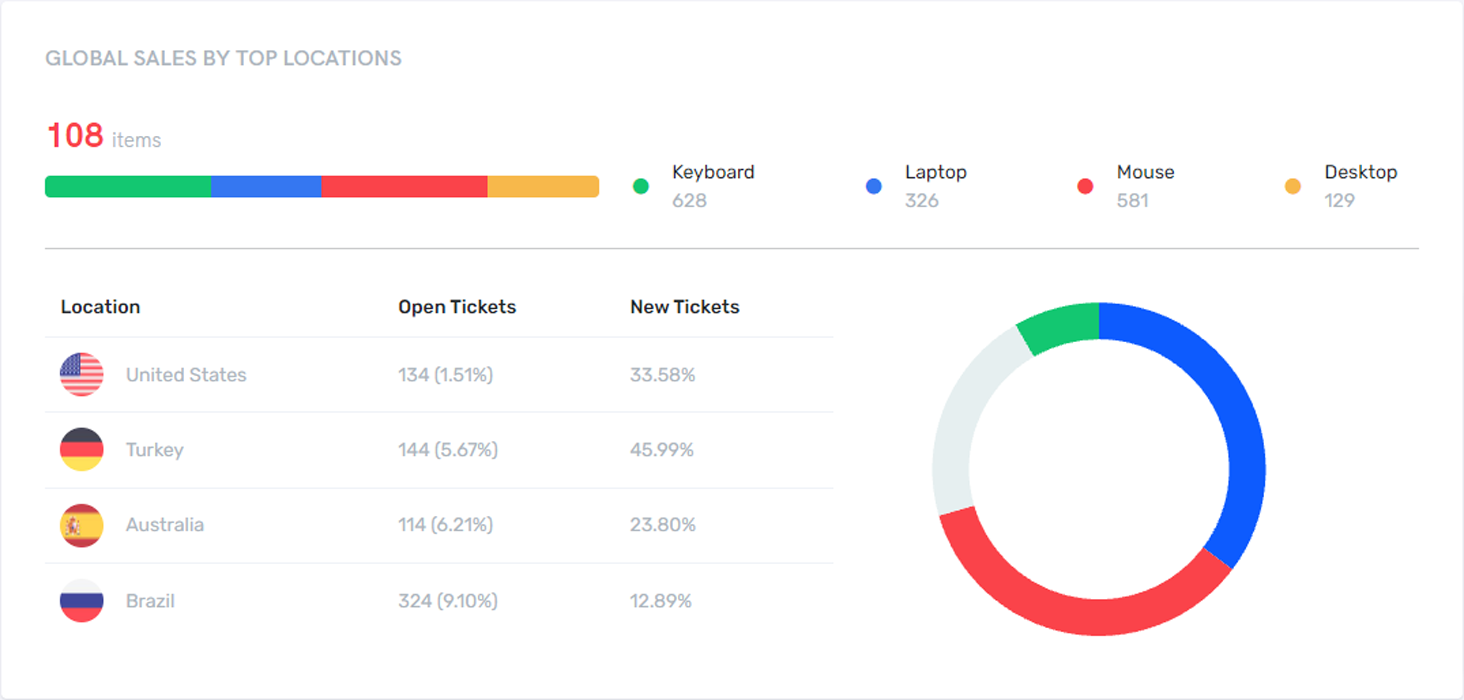 GLOBAL SALES BY TOP LOCATIONS
108 items
Keyboard Laptop Mouse Desktop
628 326 581 129
Location Open Tickets New Tickets
United States 134 (1.51%) 33.58%
Turkey 144 (5.67%) 45.99%
Australia 114 (6.21%) 23.80%
Brazil 324 (9.10%) 12.89%